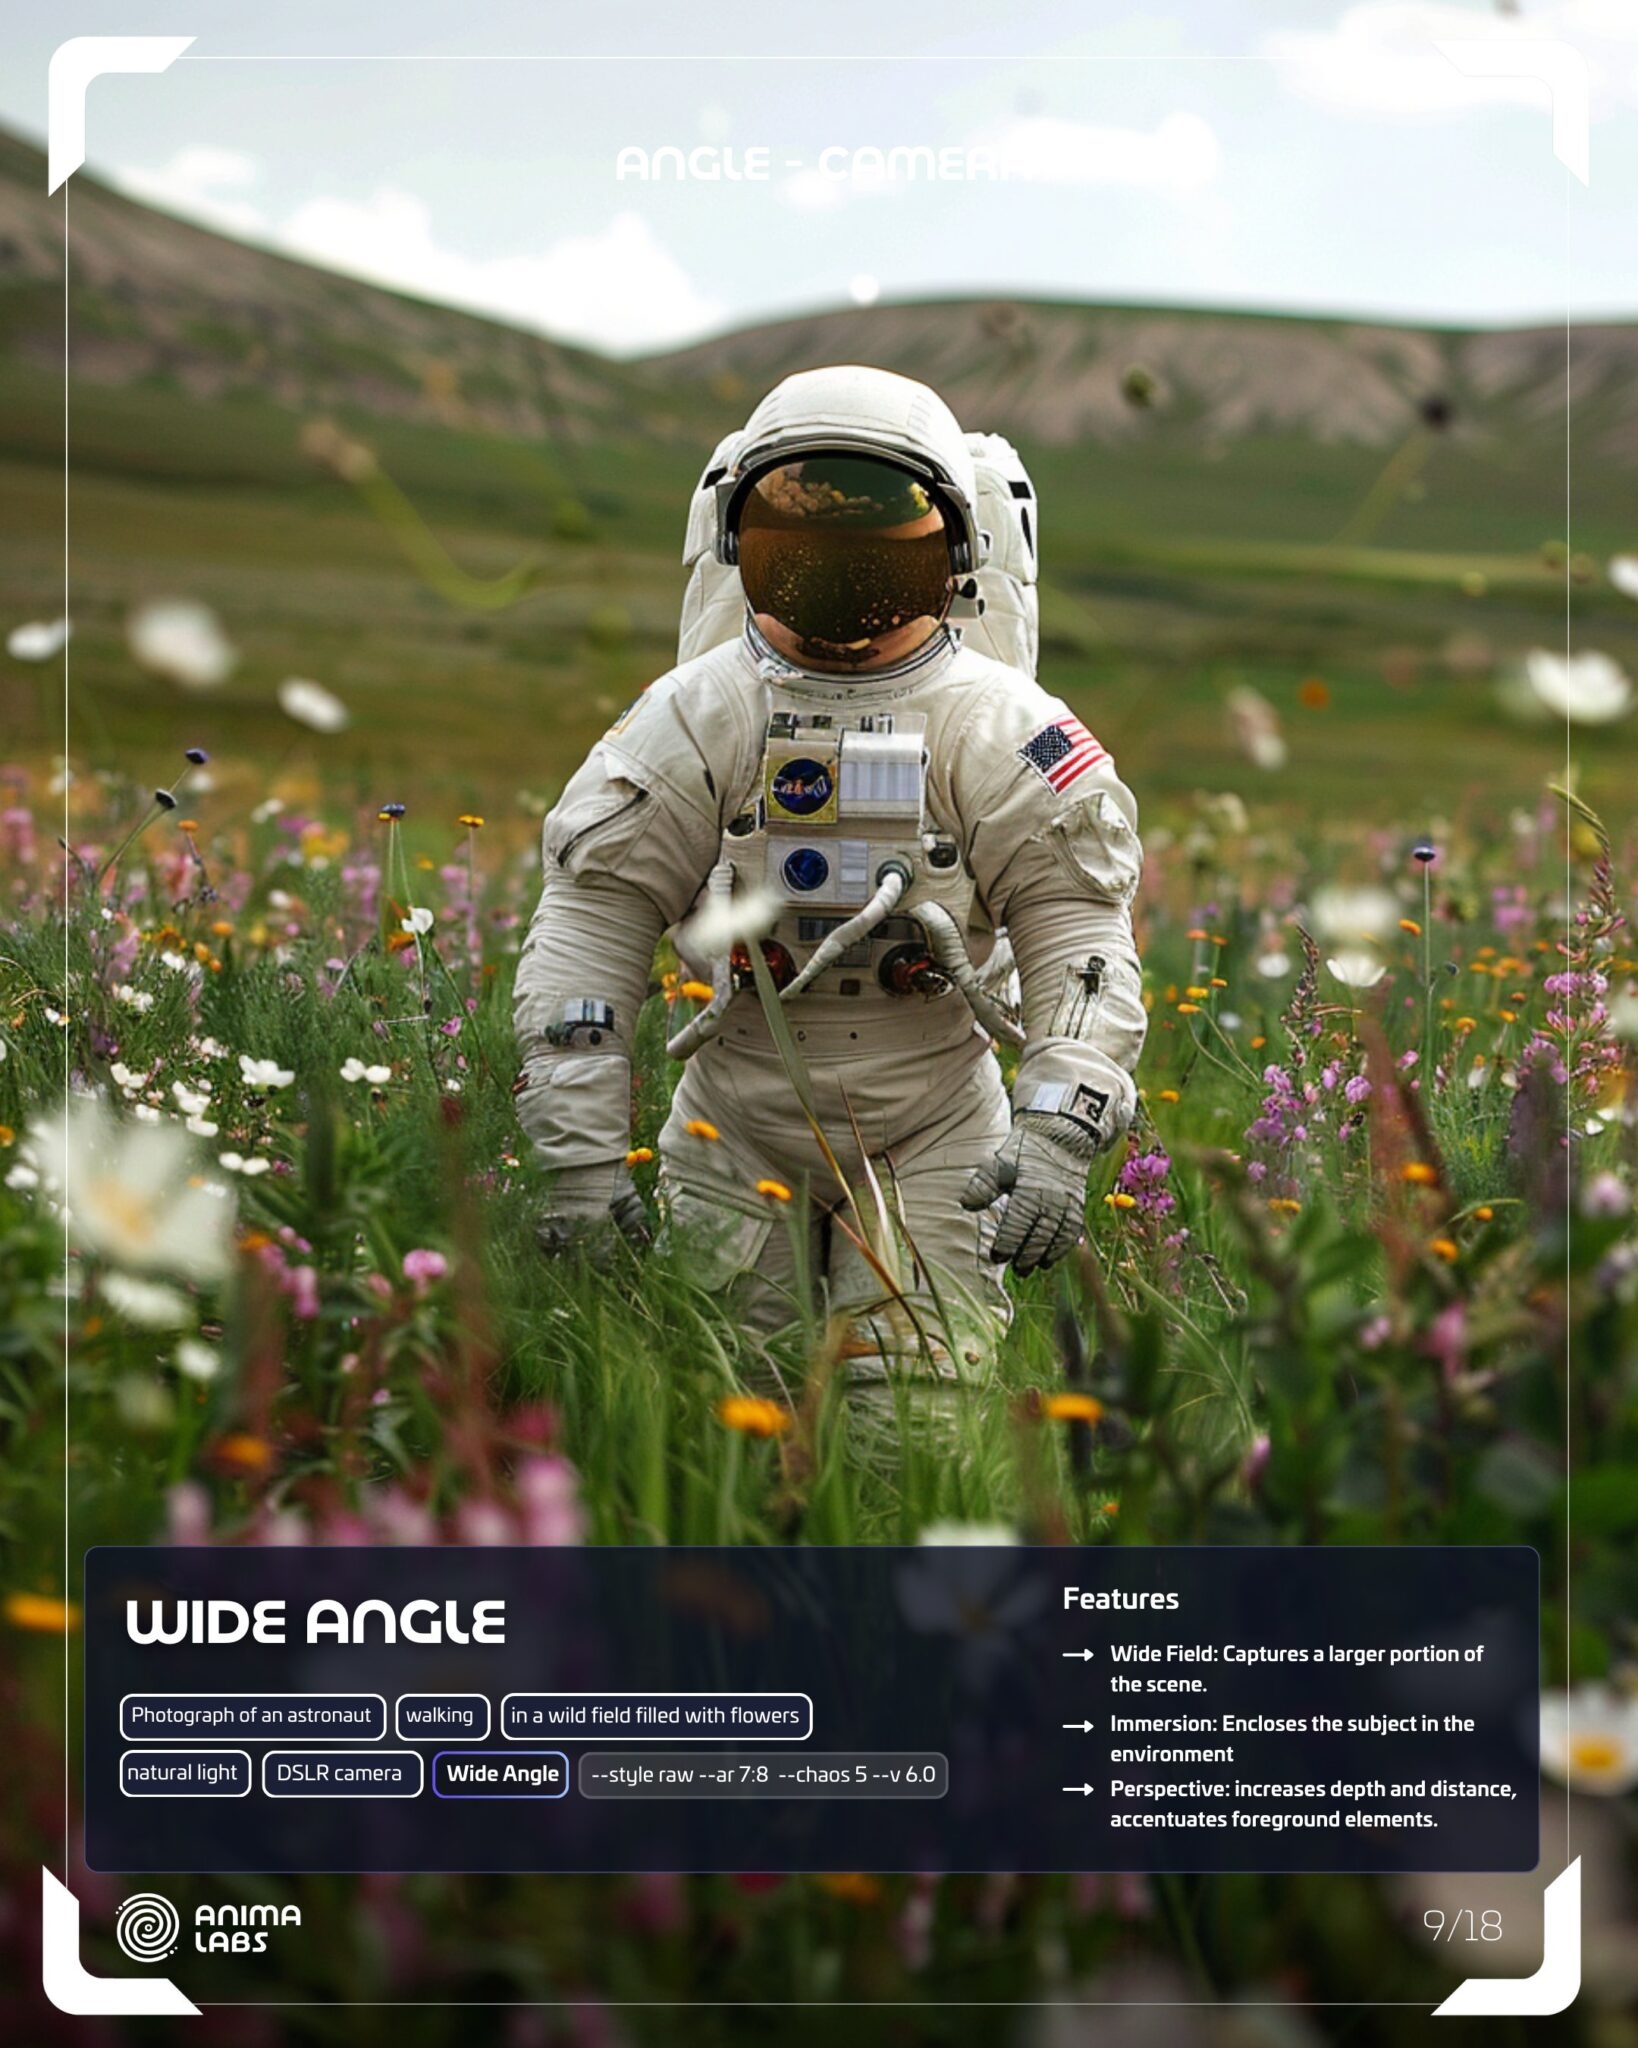 ANGLE - CAMERA
WIDE ANGLE
Photograph of an astronaut
walking
in a wild field filled with flowers
natural light
DSLR camera
Wide Angle
--style raw --ar 7:8 --chaos 5 --v 6.0
Features
Wide Field: Captures a larger portion of
the scene.
Immersion: Encloses the subject in the
environment
Perspective: increases depth and distance,
accentuates foreground elements.
ANIMA
LABS
9/18